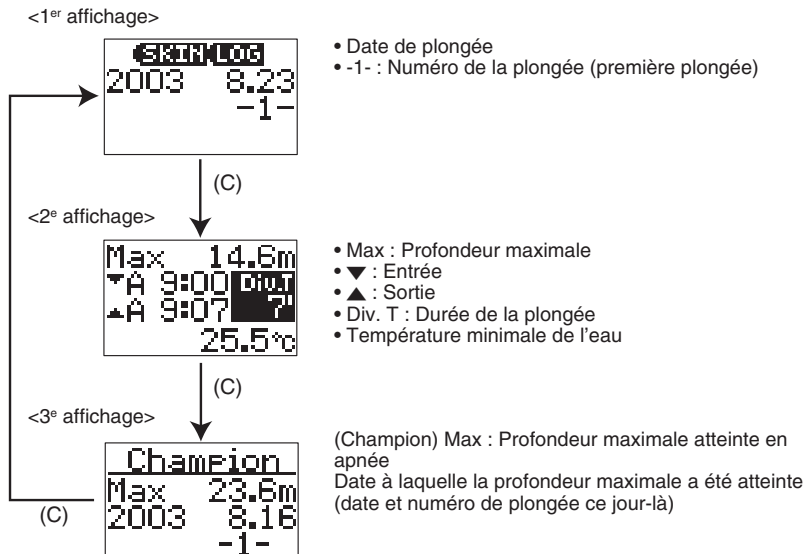 <1er affichage>
SKIN LOG
2003 8.23
-1-
• Date de plongée
• -1- : Numéro de la plongée (première plongée)
(C)
<2e affichage>
Max 14.6m
▼A 9:00 Div.T
▲A 9:07 7'
25.5°c
• Max : Profondeur maximale
• ▼ : Entrée
• ▲ : Sortie
• Div. T : Durée de la plongée
• Température minimale de l'eau
(C)
<3e affichage>
Champion
Max 23.6m
2003 8.16
-1-
(Champion) Max : Profondeur maximale atteinte en
apnée
Date à laquelle la profondeur maximale a été atteinte
(date et numéro de plongée ce jour-là)
(C)